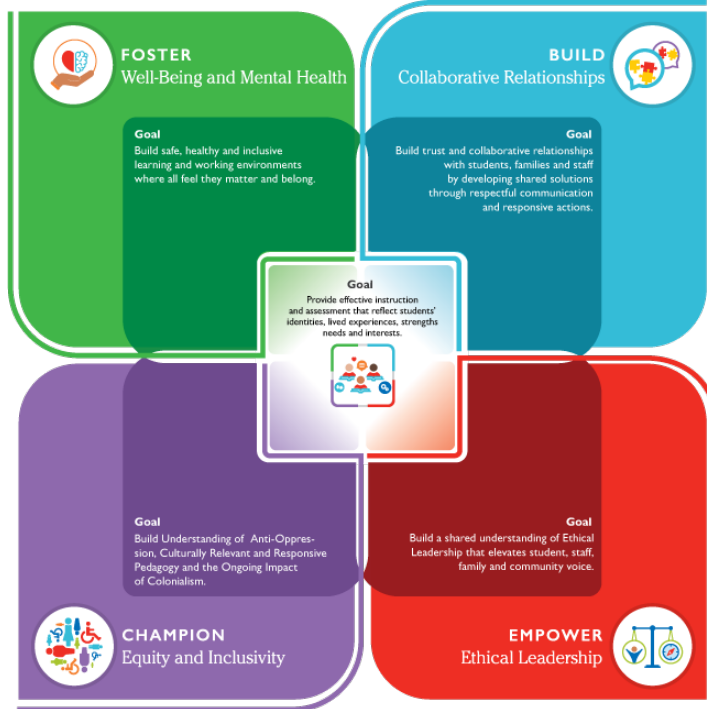 FOSTER
Well-Being and Mental Health
Goal
Build safe, healthy and inclusive
learning and working environments
where all feel they matter and belong.
BUILD
Collaborative Relationships
Goal
Build trust and collaborative relationships
with students, families and staff
by developing shared solutions
through respectful communication
and responsive actions.
Goal
Provide effective instruction
and assessment that reflect students'
identities, lived experiences, strengths
needs and interests.
Goal
Build Understanding of Anti-Oppres-
sion, Culturally Relevant and Responsive
Pedagogy and the Ongoing Impact
of Colonialism.
CHAMPION
Equity and Inclusivity
Goal
Build a shared understanding of Ethical
Leadership that elevates student, staff,
family and community voice.
EMPOWER
Ethical Leadership